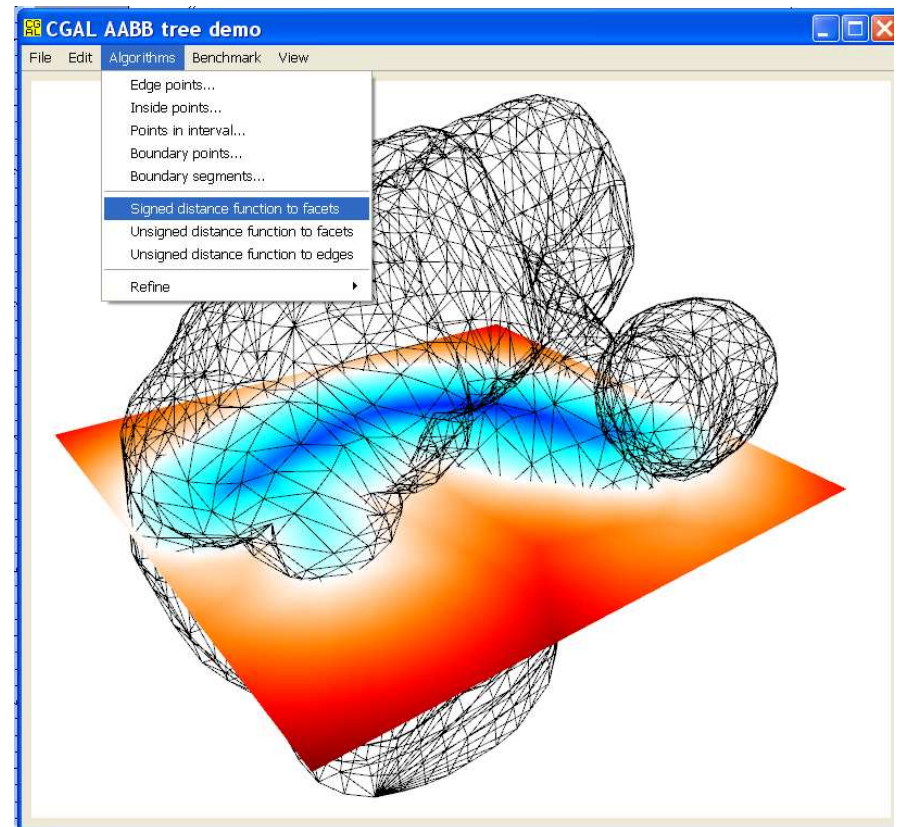 CGAL AABB tree demo
File Edit Algorithms Benchmark View
Edge points...
Inside points...
Points in interval...
Boundary points...
Boundary segments...
Signed distance function to facets
Unsigned distance function to facets
Unsigned distance function to edges
Refine